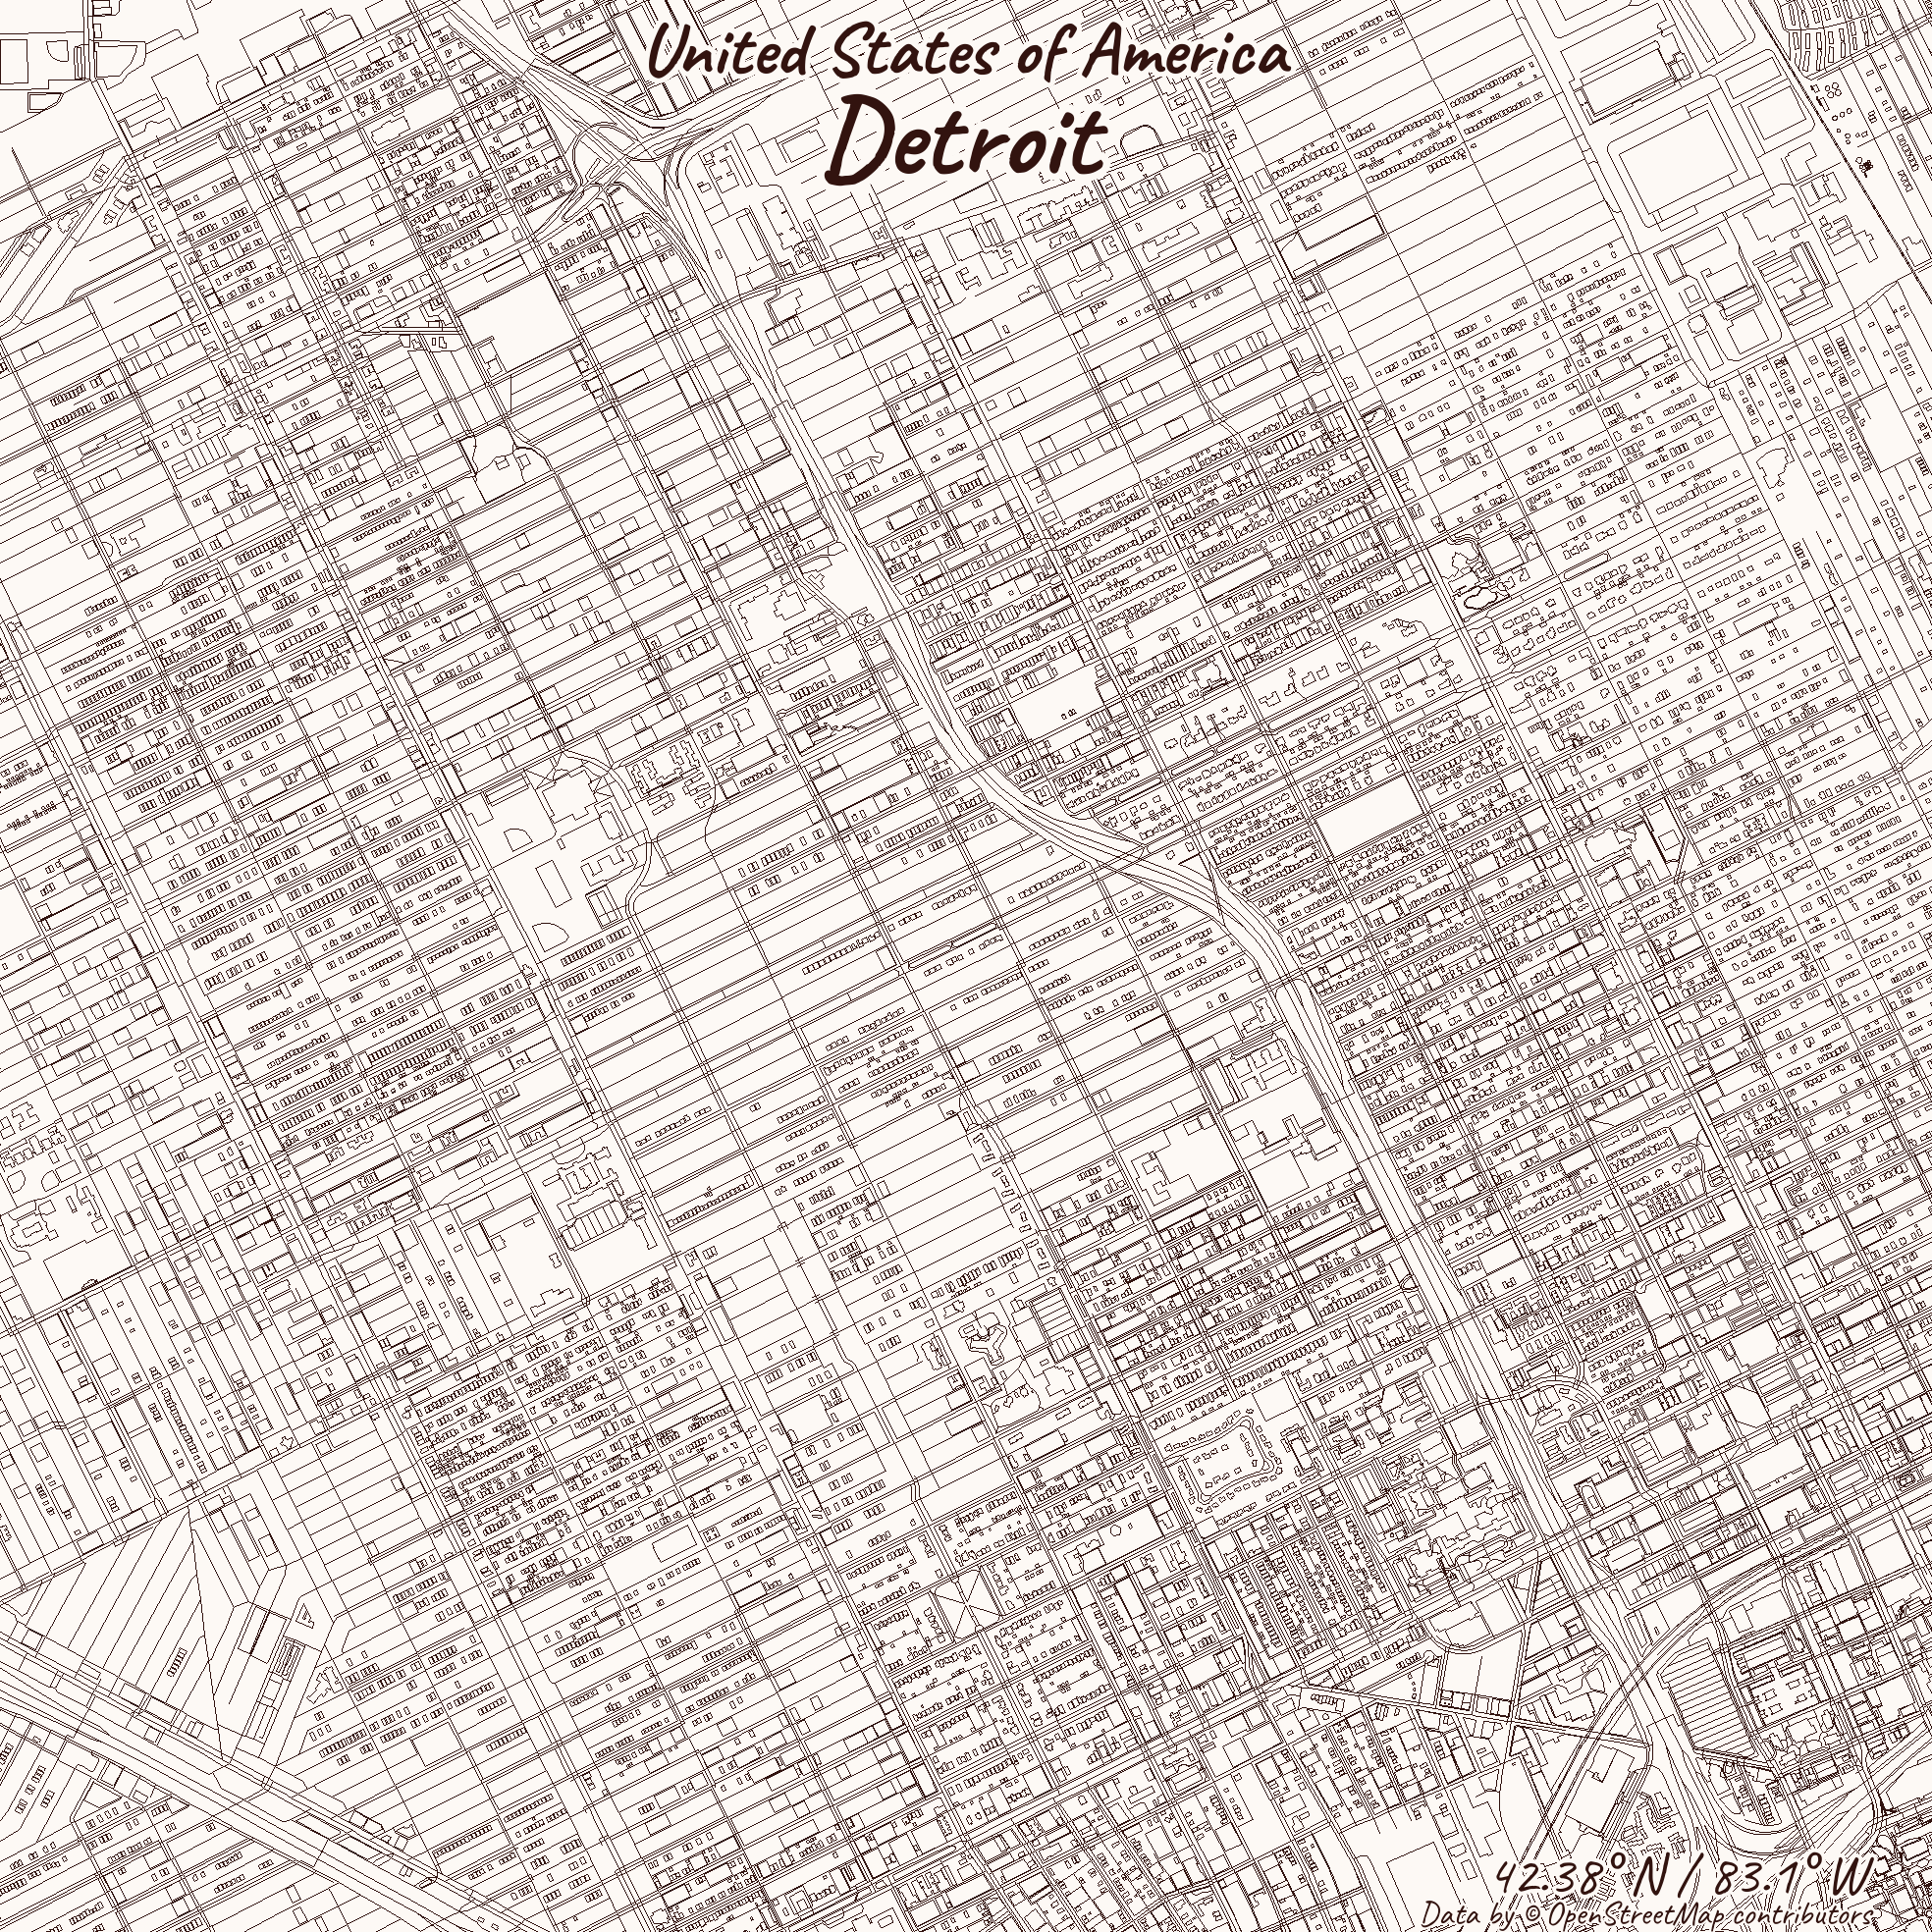 United States of America
Detroit
42.38° N / 83.1° W
Data by © OpenStreetMap contributors